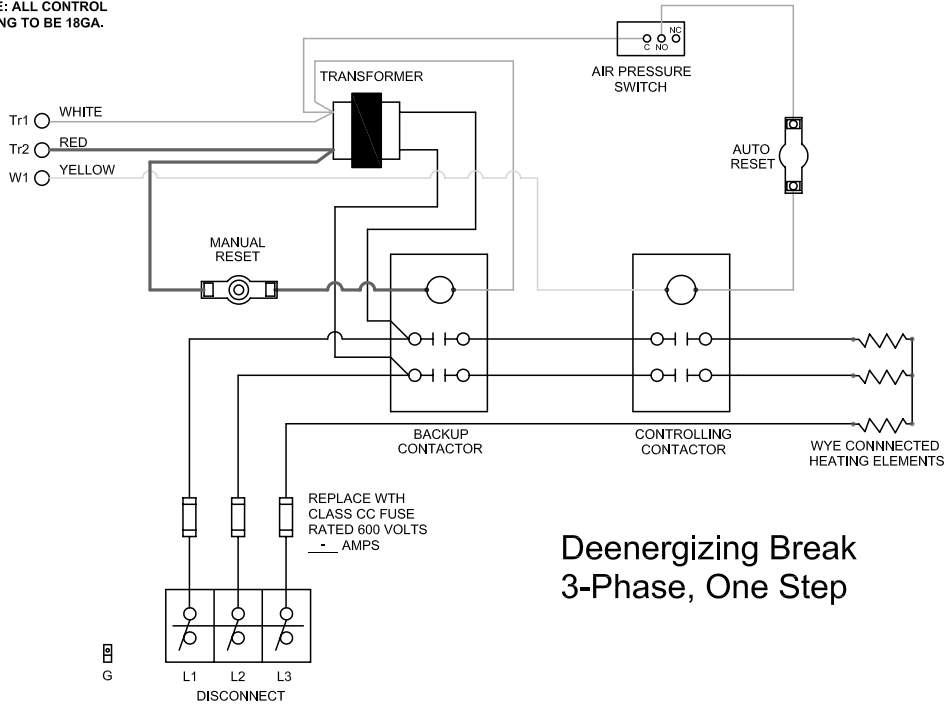 : ALL CONTROL
NG TO BE 18GA.
TRANSFORMER
NC
C NO
AIR PRESSURE
SWITCH
Tr1 WHITE
Tr2 RED
W1 YELLOW
AUTO
RESET
MANUAL
RESET
BACKUP
CONTACTOR
CONTROLLING
CONTACTOR
WYE CONNNECTED
HEATING ELEMENTS
REPLACE WTH
CLASS CC FUSE
RATED 600 VOLTS
- AMPS
Deenergizing Break
3-Phase, One Step
G
L1 L2 L3
DISCONNECT